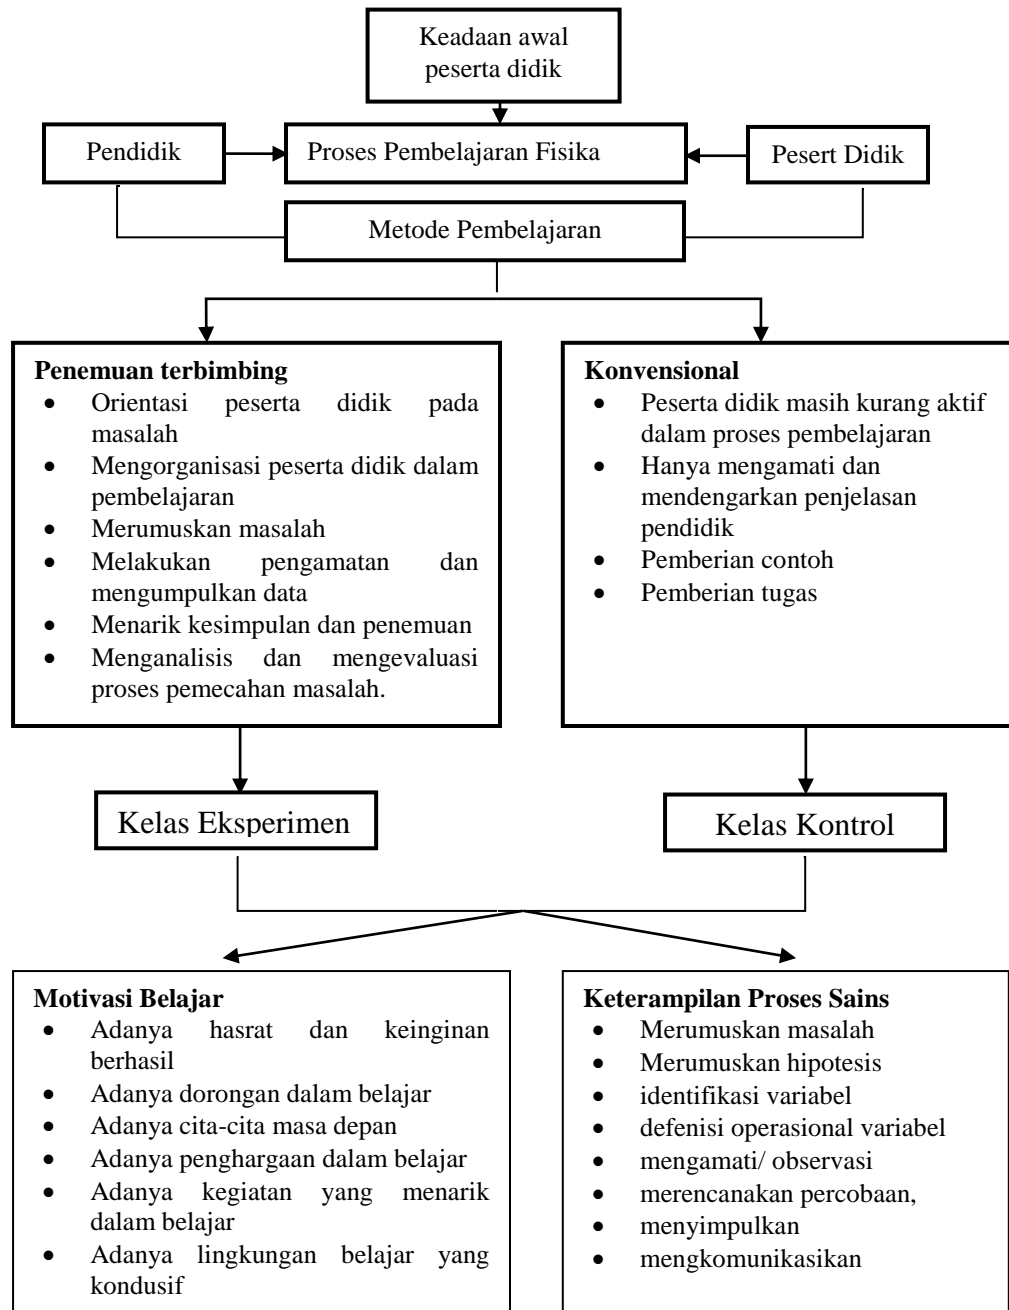 Keadaan awal
peserta didik
Pendidik
Proses Pembelajaran Fisika
Pesert Didik
Metode Pembelajaran
Penemuan terbimbing
• Orientasi peserta didik pada
masalah
• Mengorganisasi peserta didik dalam
pembelajaran
• Merumuskan masalah
• Melakukan pengamatan dan
mengumpulkan data
• Menarik kesimpulan dan penemuan
• Menganalisis dan mengevaluasi
proses pemecahan masalah.
Konvensional
• Peserta didik masih kurang aktif
dalam proses pembelajaran
• Hanya mengamati dan
mendengarkan penjelasan
pendidik
• Pemberian contoh
• Pemberian tugas
Kelas Eksperimen
Kelas Kontrol
Motivasi Belajar
• Adanya hasrat dan keinginan
berhasil
• Adanya dorongan dalam belajar
• Adanya cita-cita masa depan
• Adanya penghargaan dalam belajar
• Adanya kegiatan yang menarik
dalam belajar
• Adanya lingkungan belajar yang
kondusif
Keterampilan Proses Sains
• Merumuskan masalah
• Merumuskan hipotesis
• identifikasi variabel
• defenisi operasional variabel
• mengamati/ observasi
• merencanakan percobaan,
• menyimpulkan
• mengkomunikasikan